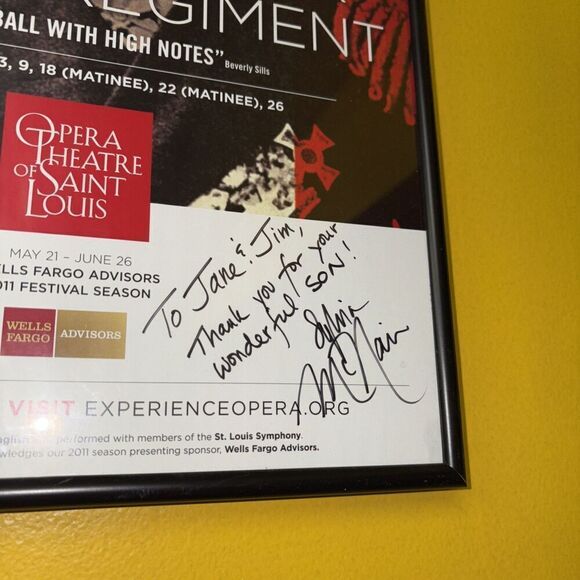 REGIMENT
BALL WITH HIGH NOTES” Beverly Sills
3, 9, 18 (MATINEE), 22 (MATINEE), 26
OPERA
THEATRE
OF SAINT
LOUIS
MAY 21 – JUNE 26
WELLS FARGO ADVISORS
2011 FESTIVAL SEASON
WELLS
FARGO
ADVISORS
To Jane & Jim,
Thank you for your
wonderful SON!
Sylvia
McNair
VISIT EXPERIENCEOPERA.ORG
performed with members of the St. Louis Symphony.
our 2011 season presenting sponsor, Wells Fargo Advisors.